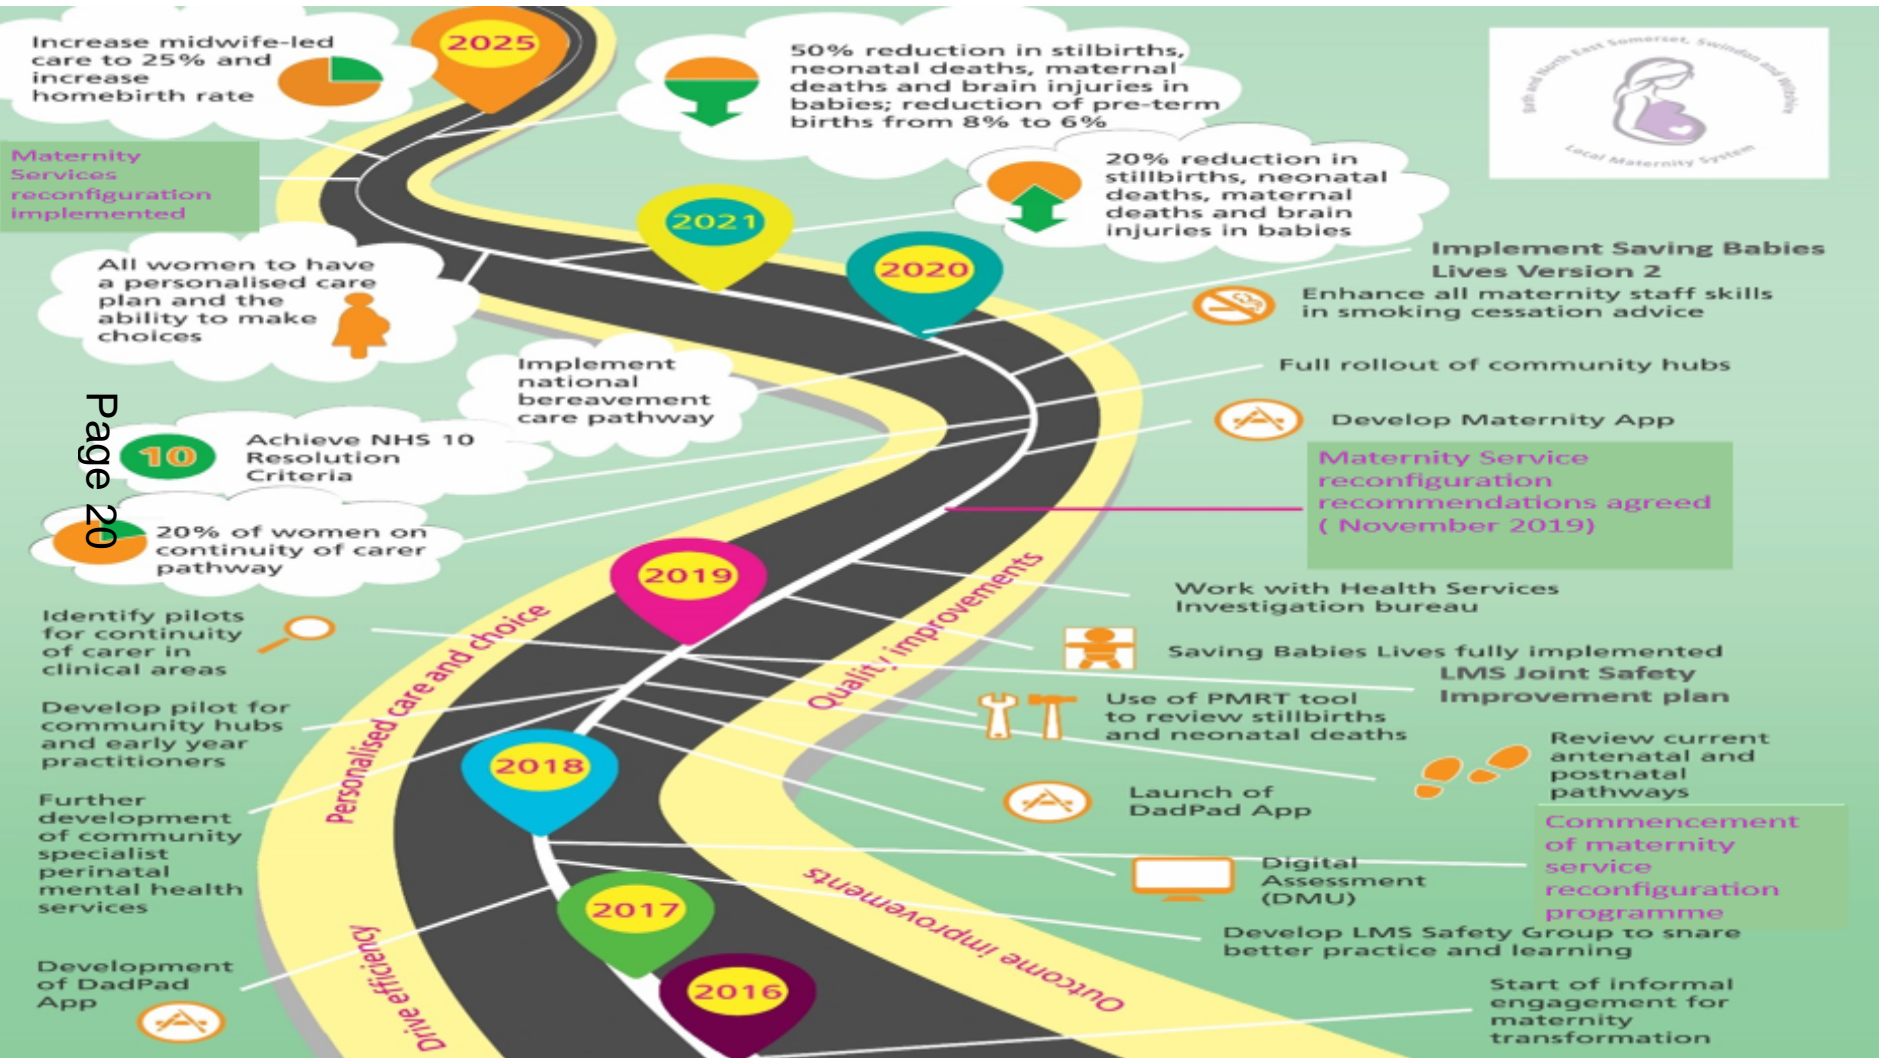 Increase midwife-led
care to 25% and
increase
homebirth rate
2025
50% reduction in stilbirths,
neonatal deaths, maternal
deaths and brain injuries in
babies; reduction of pre-term
births from 8% to 6%
Bath and North East Somerset, Swindon and Wiltshire
Local Maternity System
Maternity
Services
reconfiguration
implemented
20% reduction in
stillbirths, neonatal
deaths, maternal
deaths and brain
injuries in babies
2021
2020
Implement Saving Babies
Lives Version 2
All women to have
a personalised care
plan and the
ability to make
choices
Enhance all maternity staff skills
in smoking cessation advice
Implement
national
bereavement
care pathway
Full rollout of community hubs
Develop Maternity App
Page 20
10
Achieve NHS 10
Resolution
Criteria
Maternity Service
reconfiguration
recommendations agreed
( November 2019)
20% of women on
continuity of carer
pathway
2019
Work with Health Services
Investigation bureau
Identify pilots
for continuity
of carer in
clinical areas
Personalised care and choice
Quality improvements
Saving Babies Lives fully implemented
LMS Joint Safety
Improvement plan
Use of PMRT tool
to review stillbirths
and neonatal deaths
Develop pilot for
community hubs
and early year
practitioners
2018
Review current
antenatal and
postnatal
pathways
Launch of
DadPad App
Further
development
of community
specialist
perinatal
mental health
services
Commencement
of maternity
service
reconfiguration
programme
Digital
Assessment
(DMU)
2017
Outcome improvements
Drive efficiency
Develop LMS Safety Group to share
better practice and learning
Development
of DadPad
App
2016
Start of informal
engagement for
maternity
transformation